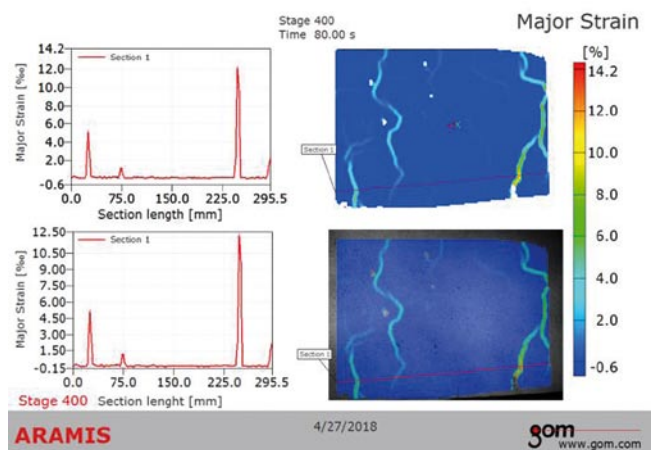 Stage 400
Time 80.00 s
Major Strain
14.2
12.0
10.0
8.0
6.0
4.0
2.0
-0.6
Major Strain [‰]
Section 1
0.0 75.0 150.0 225.0 295.5
Section length [mm]
Section 1
[%]
14.2
12.0
10.0
8.0
6.0
4.0
2.0
-0.6
12.50
10.50
9.00
7.50
6.00
4.50
3.00
1.50
-0.15
Major Strain [‰]
Section 1
0.0 75.0 150.0 225.0 295.5
Stage 400 Section lenght [mm]
Section 1
ARAMIS
4/27/2018
gom
www.gom.com